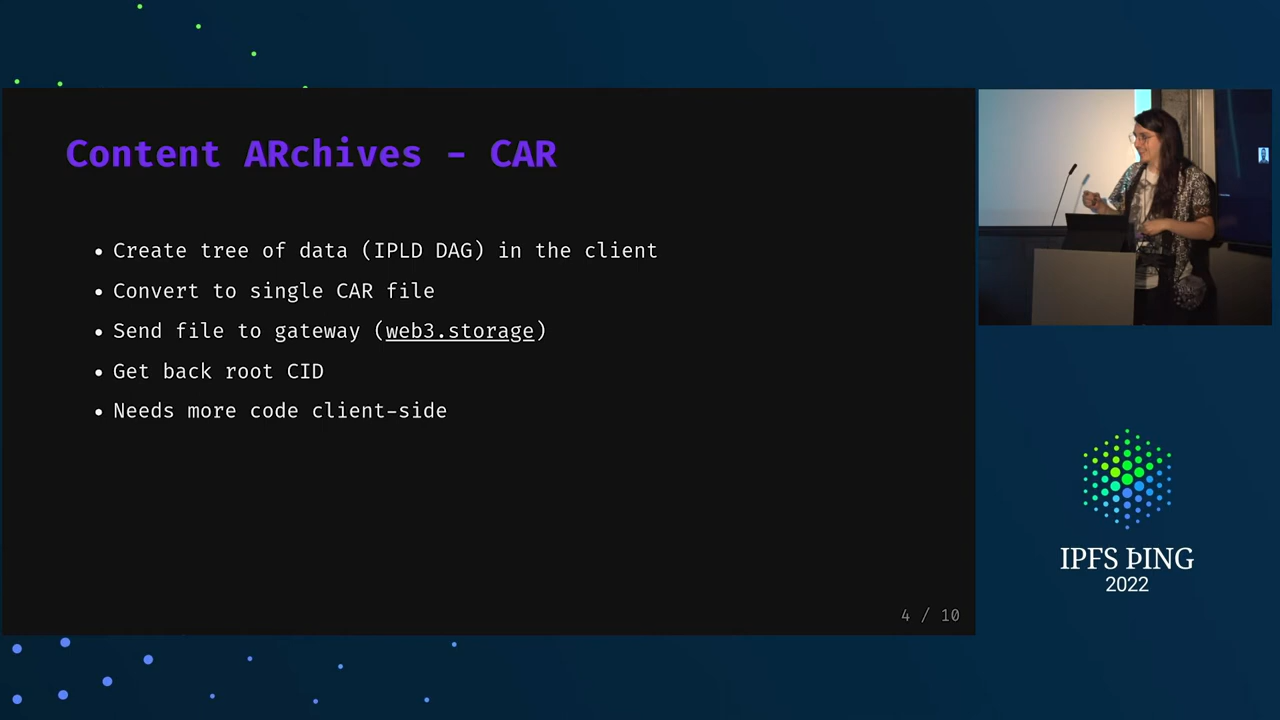 Content ARchives - CAR
• Create tree of data (IPLD DAG) in the client
• Convert to single CAR file
• Send file to gateway (web3.storage)
• Get back root CID
• Needs more code client-side
4 / 10
IPFS ÞING
2022